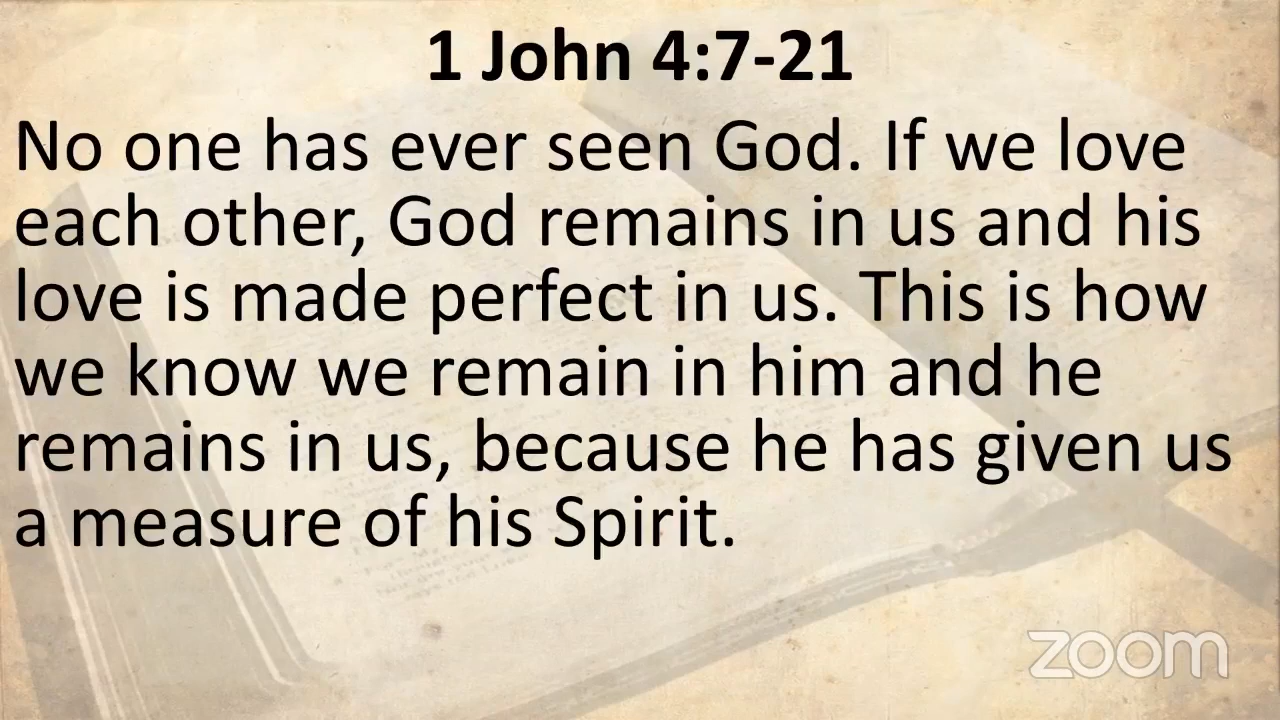 1 John 4:7-21
No one has ever seen God. If we love
each other, God remains in us and his
love is made perfect in us. This is how
we know we remain in him and he
remains in us, because he has given us
a measure of his Spirit.
zoom